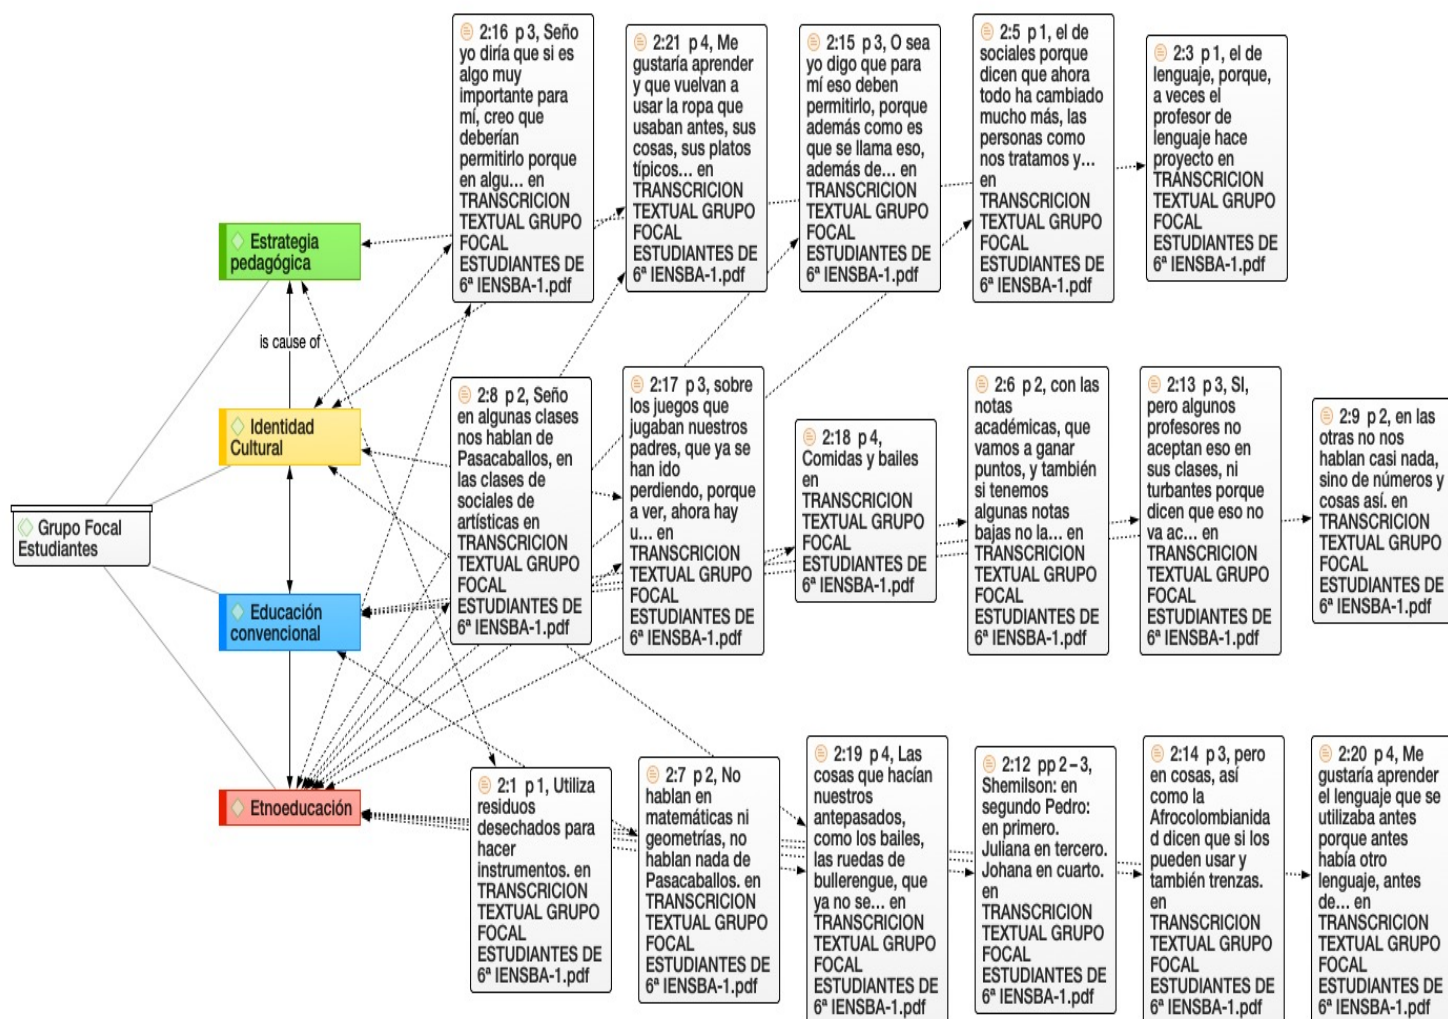 2:16 p 3, Seño
yo diría que si es
algo muy
importante para
mí, creo que
deberían
permitirlo porque
en algu... en
TRANSCRICION
TEXTUAL GRUPO
FOCAL
ESTUDIANTES DE
6ª IENSBA-1.pdf
2:21 p 4, Me
gustaría aprender
y que vuelvan a
usar la ropa que
usaban antes, sus
cosas, sus platos
típicos... en
TRANSCRICION
TEXTUAL GRUPO
FOCAL
ESTUDIANTES DE
6ª IENSBA-1.pdf
2:15 p 3, O sea
yo digo que para
mí eso deben
permitirlo, porque
además como es
que se llama eso,
además de... en
TRANSCRICION
TEXTUAL GRUPO
FOCAL
ESTUDIANTES DE
6ª IENSBA-1.pdf
2:5 p 1, el de
sociales porque
dicen que ahora
todo ha cambiado
mucho más, las
personas como
nos tratamos y...
en
TRANSCRICION
TEXTUAL GRUPO
FOCAL
ESTUDIANTES DE
6ª IENSBA-1.pdf
2:3 p 1, el de
lenguaje, porque,
a veces el
profesor de
lenguaje hace
proyecto en
TRANSCRICION
TEXTUAL GRUPO
FOCAL
ESTUDIANTES DE
6ª IENSBA-1.pdf
Estrategia
pedagógica
is cause of
Identidad
Cultural
Grupo Focal
Estudiantes
Educación
convencional
Etnoeducación
2:8 p 2, Seño
en algunas clases
nos hablan de
Pasacaballos, en
las clases de
sociales de
artísticas en
TRANSCRICION
TEXTUAL GRUPO
FOCAL
ESTUDIANTES DE
6ª IENSBA-1.pdf
2:17 p 3, sobre
los juegos que
jugaban nuestros
padres, que ya se
han ido
perdiendo, porque
a ver, ahora hay
u... en
TRANSCRICION
TEXTUAL GRUPO
FOCAL
ESTUDIANTES DE
6ª IENSBA-1.pdf
2:18 p 4,
Comidas y bailes
en
TRANSCRICION
TEXTUAL GRUPO
FOCAL
ESTUDIANTES DE
6ª IENSBA-1.pdf
2:6 p 2, con las
notas
académicas, que
vamos a ganar
puntos, y también
si tenemos
algunas notas
bajas no la... en
TRANSCRICION
TEXTUAL GRUPO
FOCAL
ESTUDIANTES DE
6ª IENSBA-1.pdf
2:13 p 3, SI,
pero algunos
profesores no
aceptan eso en
sus clases, ni
turbantes porque
dicen que eso no
va ac... en
TRANSCRICION
TEXTUAL GRUPO
FOCAL
ESTUDIANTES DE
6ª IENSBA-1.pdf
2:9 p 2, en las
otras no nos
hablan casi nada,
sino de números y
cosas así. en
TRANSCRICION
TEXTUAL GRUPO
FOCAL
ESTUDIANTES DE
6ª IENSBA-1.pdf
2:1 p 1, Utiliza
residuos
desechados para
hacer
instrumentos. en
TRANSCRICION
TEXTUAL GRUPO
FOCAL
ESTUDIANTES DE
6ª IENSBA-1.pdf
2:7 p 2, No
hablan en
matemáticas ni
geometrías, no
hablan nada de
Pasacaballos. en
TRANSCRICION
TEXTUAL GRUPO
FOCAL
ESTUDIANTES DE
6ª IENSBA-1.pdf
2:19 p 4, Las
cosas que hacían
nuestros
antepasados,
como los bailes,
las ruedas de
bullerengue, que
ya no se... en
TRANSCRICION
TEXTUAL GRUPO
FOCAL
ESTUDIANTES DE
6ª IENSBA-1.pdf
2:12 pp 2 – 3,
Shemilson: en
segundo Pedro:
en primero.
Juliana en tercero.
Johana en cuarto.
en
TRANSCRICION
TEXTUAL GRUPO
FOCAL
ESTUDIANTES DE
6ª IENSBA-1.pdf
2:14 p 3, pero
en cosas, así
como la
Afrocolombianida
d dicen que si los
pueden usar y
también trenzas.
en
TRANSCRICION
TEXTUAL GRUPO
FOCAL
ESTUDIANTES DE
6ª IENSBA-1.pdf
2:20 p 4, Me
gustaría aprender
el lenguaje que se
utilizaba antes
porque antes
había otro
lenguaje, antes
de... en
TRANSCRICION
TEXTUAL GRUPO
FOCAL
ESTUDIANTES DE
6ª IENSBA-1.pdf